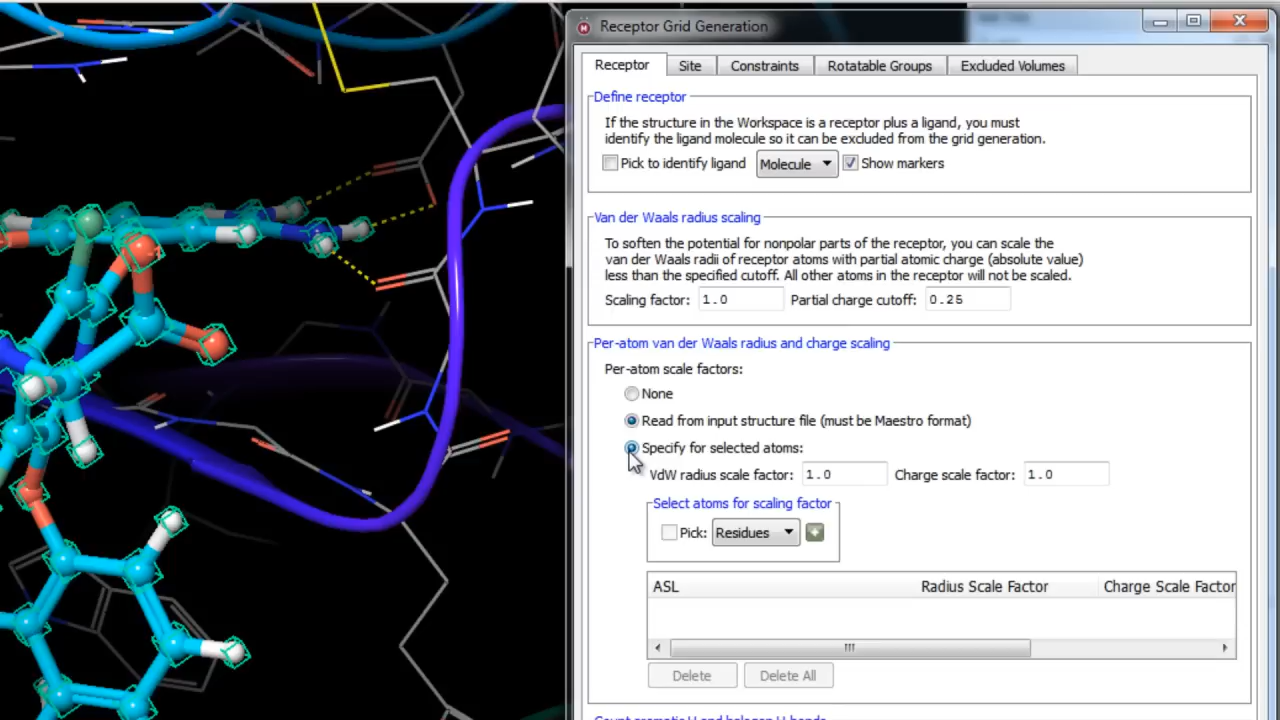 Receptor Grid Generation
Receptor Site Constraints Rotatable Groups Excluded Volumes
Define receptor
If the structure in the Workspace is a receptor plus a ligand, you must
identify the ligand molecule so it can be excluded from the grid generation.
Pick to identify ligand Molecule Show markers
Van der Waals radius scaling
To soften the potential for nonpolar parts of the receptor, you can scale the
van der Waals radii of receptor atoms with partial atomic charge (absolute value)
less than the specified cutoff. All other atoms in the receptor will not be scaled.
Scaling factor: 1.0 Partial charge cutoff: 0.25
Per-atom van der Waals radius and charge scaling
Per-atom scale factors:
None
Read from input structure file (must be Maestro format)
Specify for selected atoms:
VdW radius scale factor: 1.0 Charge scale factor: 1.0
Select atoms for scaling factor
Pick: Residues
ASL Radius Scale Factor Charge Scale Factor
Delete Delete All